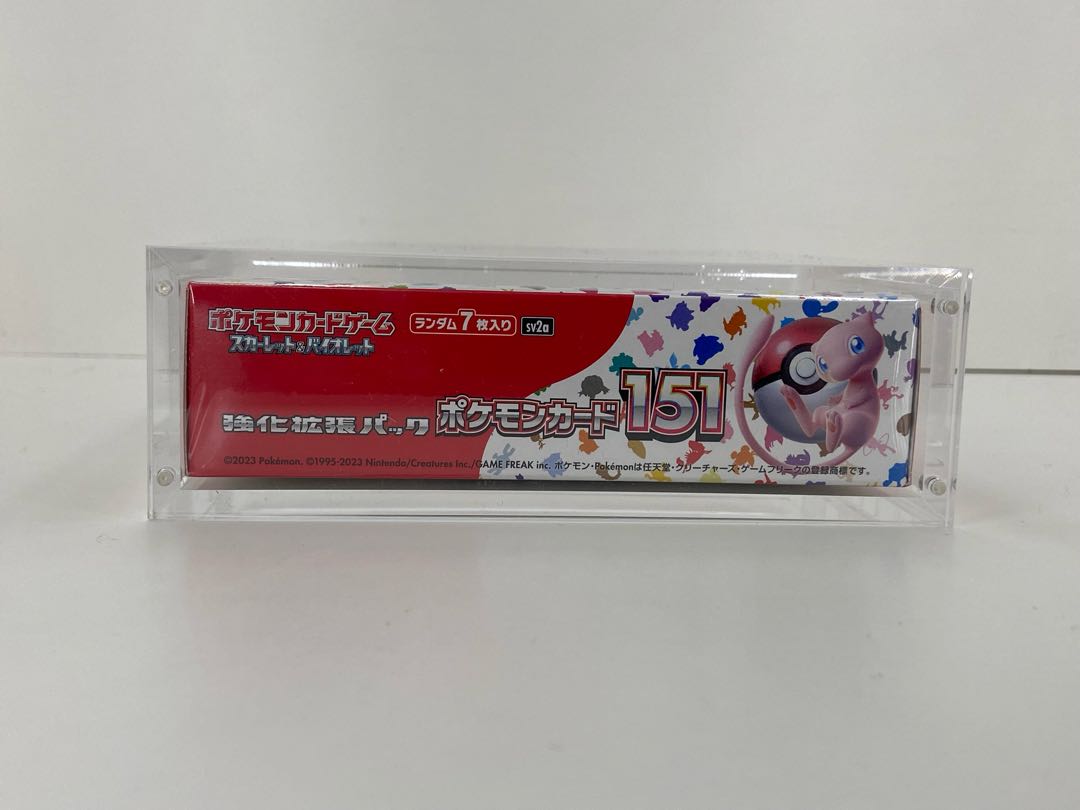 ポケモンカードゲーム
スカーレット&バイオレット
ランダム7枚入り sv2a
強化拡張パック ポケモンカード151
©2023 Pokémon. ©1995-2023 Nintendo/Creatures Inc./GAME FREAK inc. ポケモン・Pokémonは任天堂・クリーチャーズ・ゲームフリークの登録商標です。